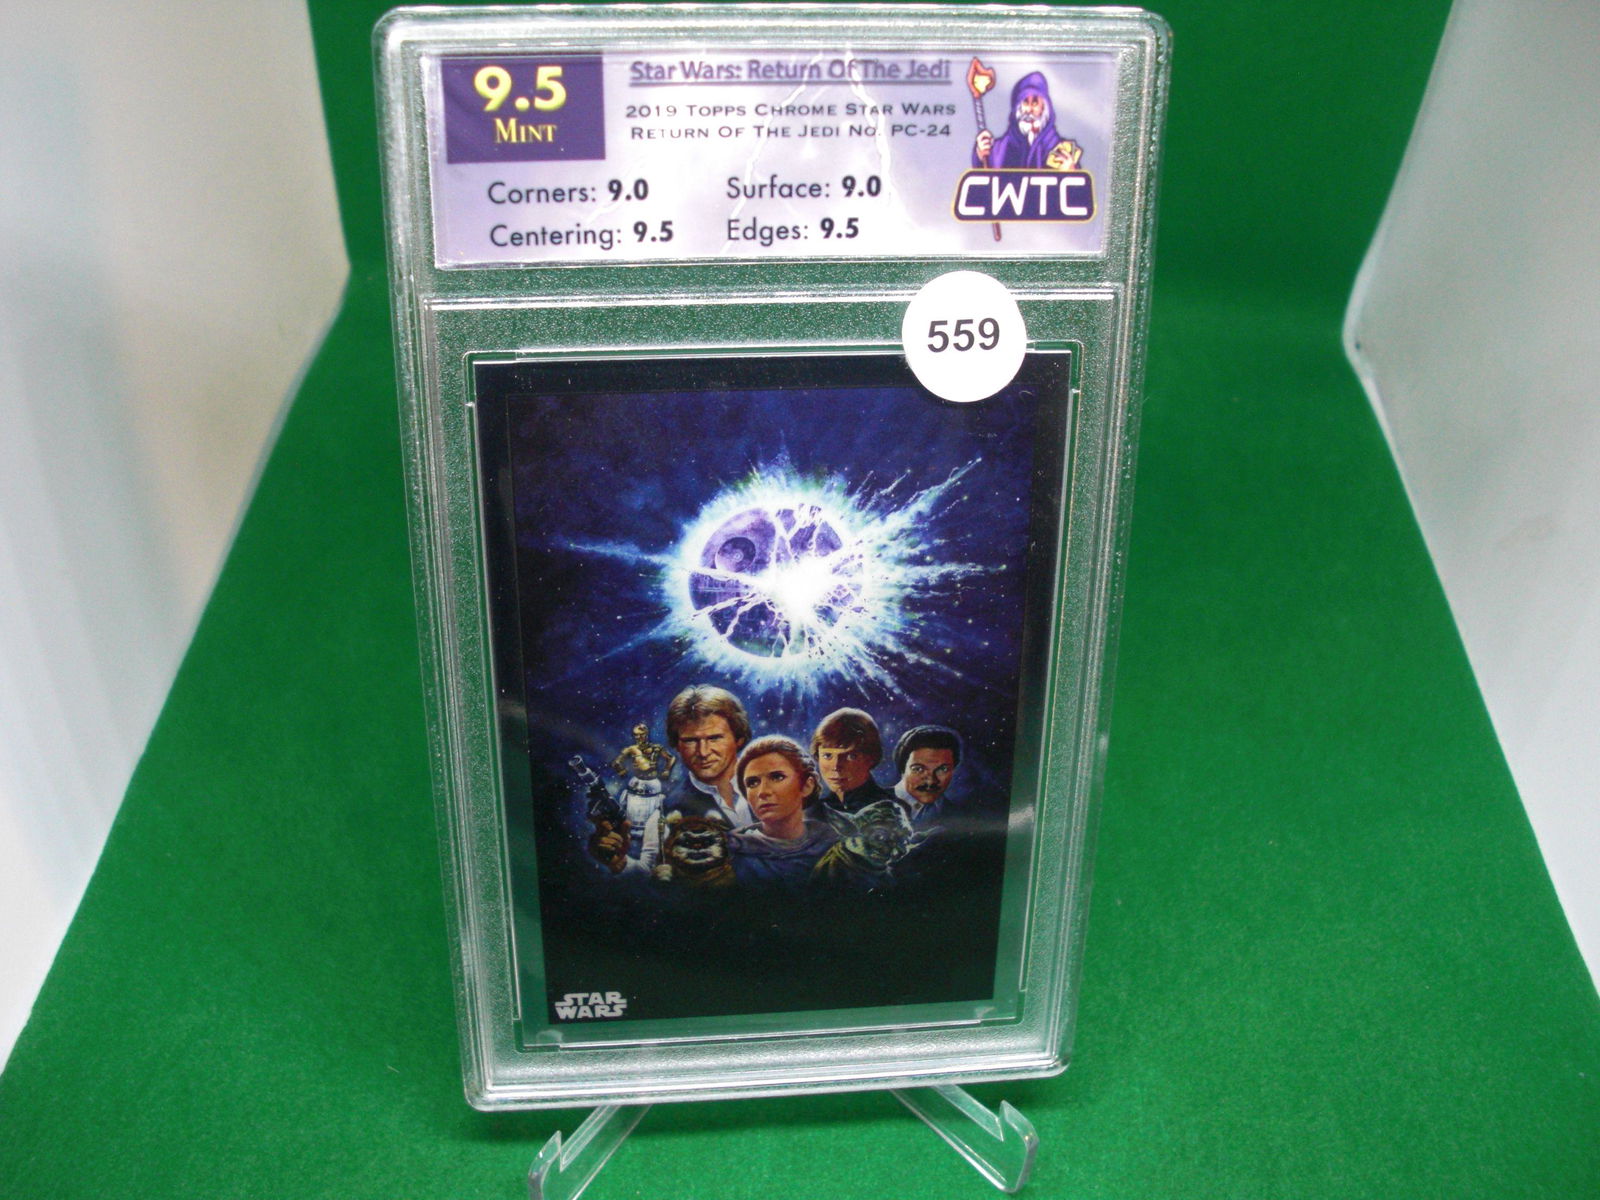 9.5
MINT
Star Wars: Return Of The Jedi
2019 TOPPS CHROME STAR WARS
RETURN OF THE JEDI NO. PC-24
Corners: 9.0
Surface: 9.0
Centering: 9.5
Edges: 9.5
CWTC
559
STAR
WARS